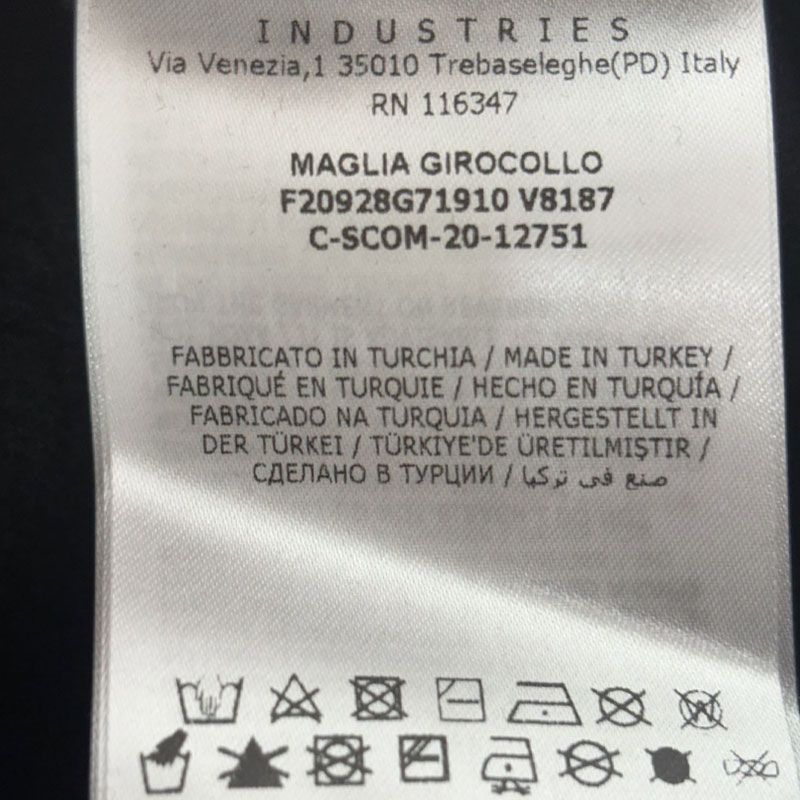 INDUSTRIES
Via Venezia,1 35010 Trebaseleghe(PD) Italy
RN 116347
MAGLIA GIROCOLLO
F20928G71910 V8187
C-SCOM-20-12751
FABBRICATO IN TURCHIA / MADE IN TURKEY /
FABRIQUÉ EN TURQUIE / HECHO EN TURQUÍA /
FABRICADO NA TURQUIA / HERGESTELLT IN
DER TÜRKEI / TÜRKIYE'DE ÜRETILMIŞTIR /
СДЕЛАНО В ТУРЦИИ / صنع في تركيا